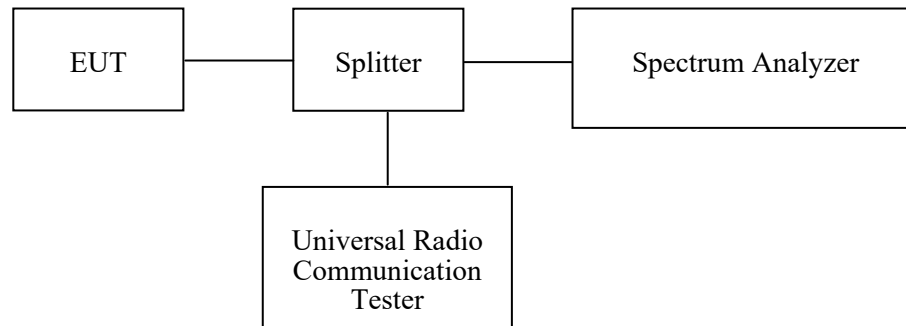 EUT
Splitter
Spectrum Analyzer
Universal Radio
Communication
Tester